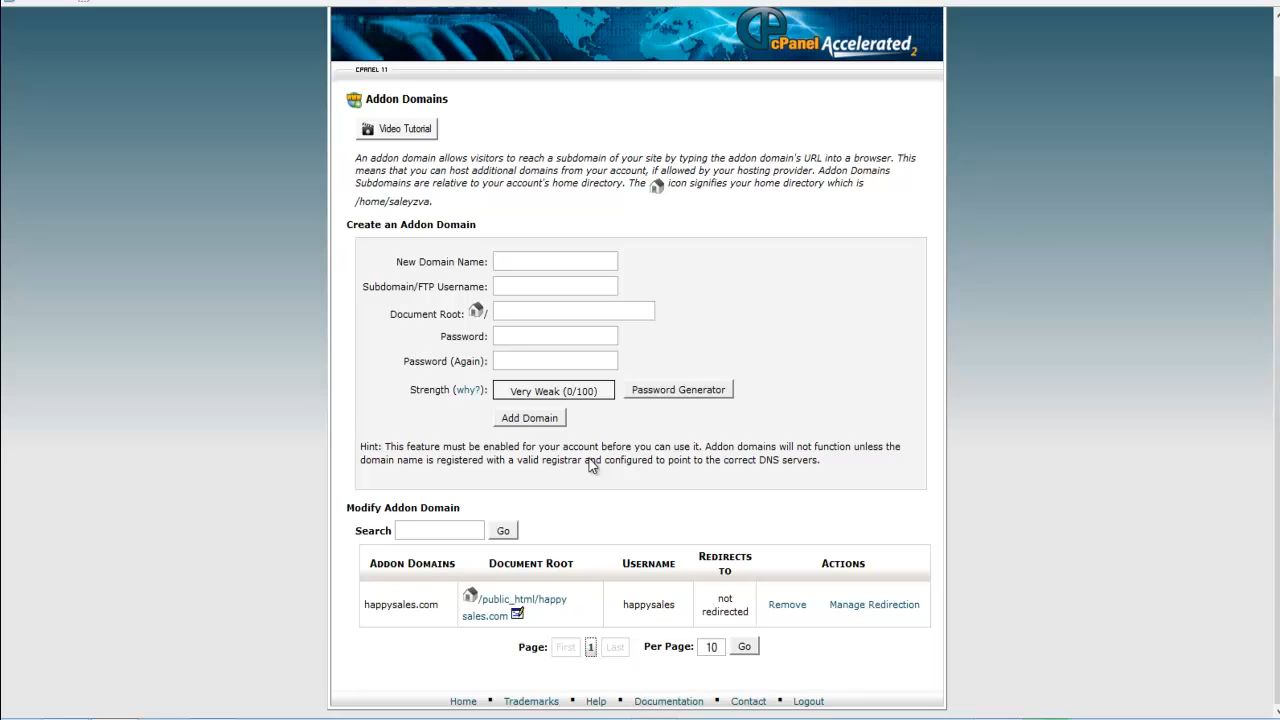 cPanel Accelerated2
CPANEL 11
Addon Domains
Video Tutorial
An addon domain allows visitors to reach a subdomain of your site by typing the addon domain's URL into a browser. This
means that you can host additional domains from your account, if allowed by your hosting provider. Addon Domains
Subdomains are relative to your account's home directory. The icon signifies your home directory which is
/home/saleyzva.
Create an Addon Domain
New Domain Name:
Subdomain/FTP Username:
Document Root: /
Password:
Password (Again):
Strength (why?): Very Weak (0/100) Password Generator
Add Domain
Hint: This feature must be enabled for your account before you can use it. Addon domains will not function unless the
domain name is registered with a valid registrar and configured to point to the correct DNS servers.
Modify Addon Domain
Search Go
ADDON DOMAINS DOCUMENT ROOT USERNAME REDIRECTS TO ACTIONS
happysales.com /public_html/happy sales.com happysales not redirected Remove Manage Redirection
Page: First 1 Last Per Page: 10 Go
Home Trademarks Help Documentation Contact Logout